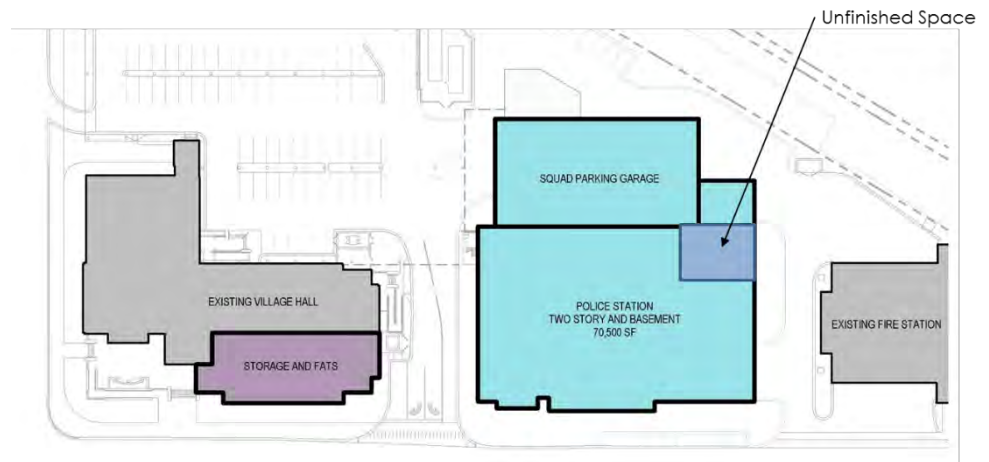 Unfinished Space
SQUAD PARKING GARAGE
EXISTING VILLAGE HALL
POLICE STATION
TWO STORY AND BASEMENT
70,500 SF
EXISTING FIRE STATION
STORAGE AND FATS